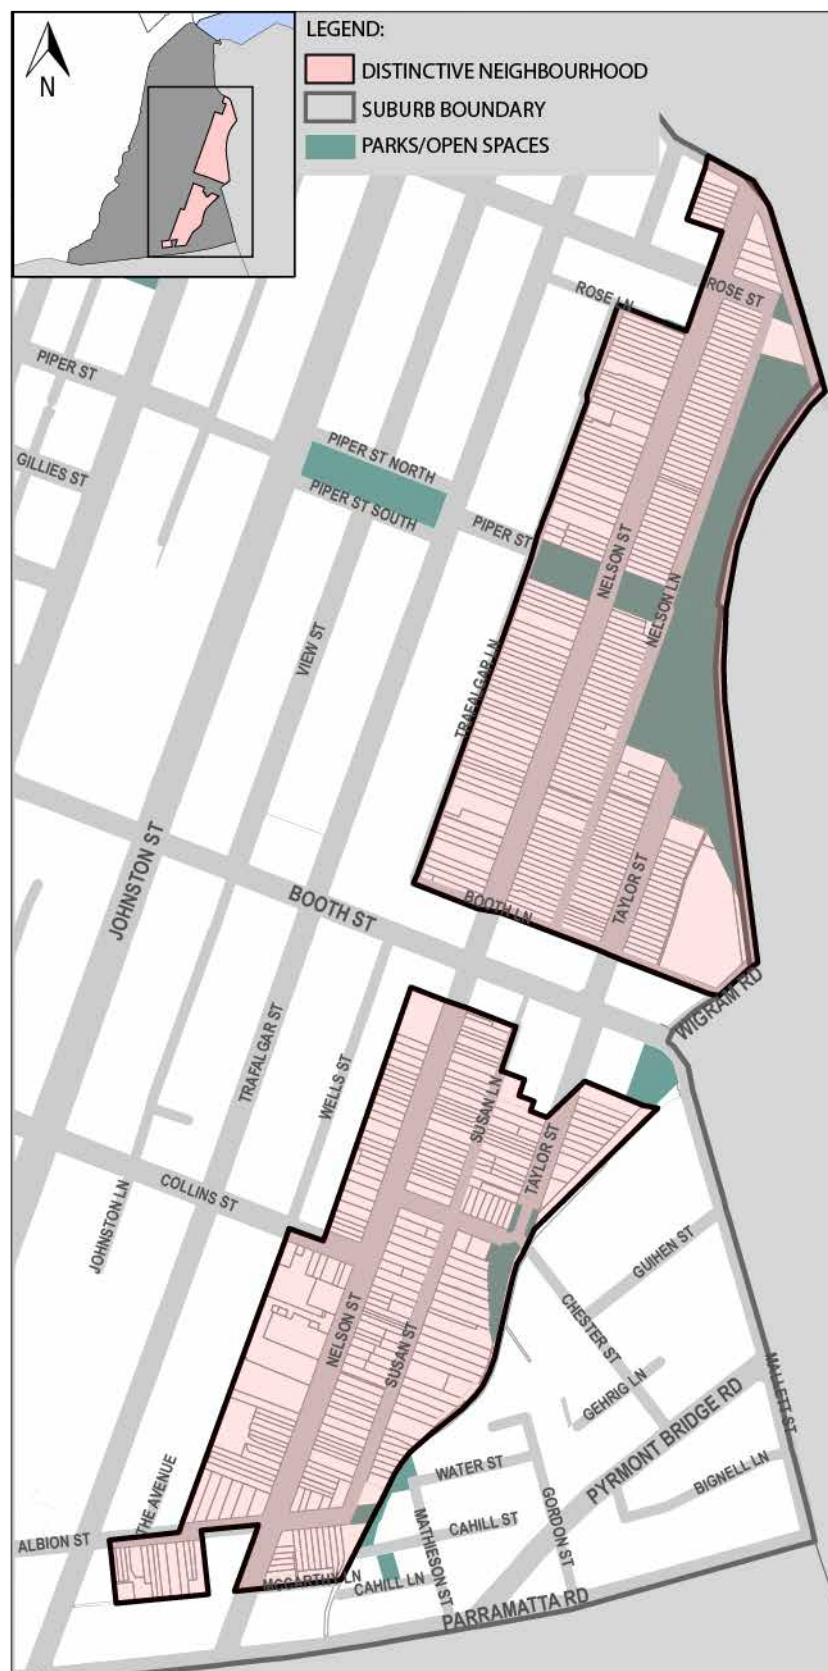 N
LEGEND:
DISTINCTIVE NEIGHBOURHOOD
SUBURB BOUNDARY
PARKS/OPEN SPACES
ROSE LN
ROSE ST
PIPER ST
PIPER ST NORTH
GILLIES ST
PIPER ST SOUTH
PIPER ST
NELSON ST
NELSON LN
VIEW ST
TRAFALGAR LN
JOHNSTON ST
BOOTH ST
BOOTH LN
TAYLOR ST
WIGRAM RD
TRAFALGAR ST
WELLS ST
SUSAN LN
TAYLOR ST
COLLINS ST
JOHNSTON LN
GUIHEN ST
CHESTER ST
NELSON ST
SUSAN ST
GEHRIG LN
MALLETT ST
PYRMONT BRIDGE RD
THE AVENUE
WATER ST
BIGNELL LN
GORDON ST
MATHIESON ST
CAHILL ST
ALBION ST
MCCARTHY LN
CAHILL LN
PARRAMATTA RD